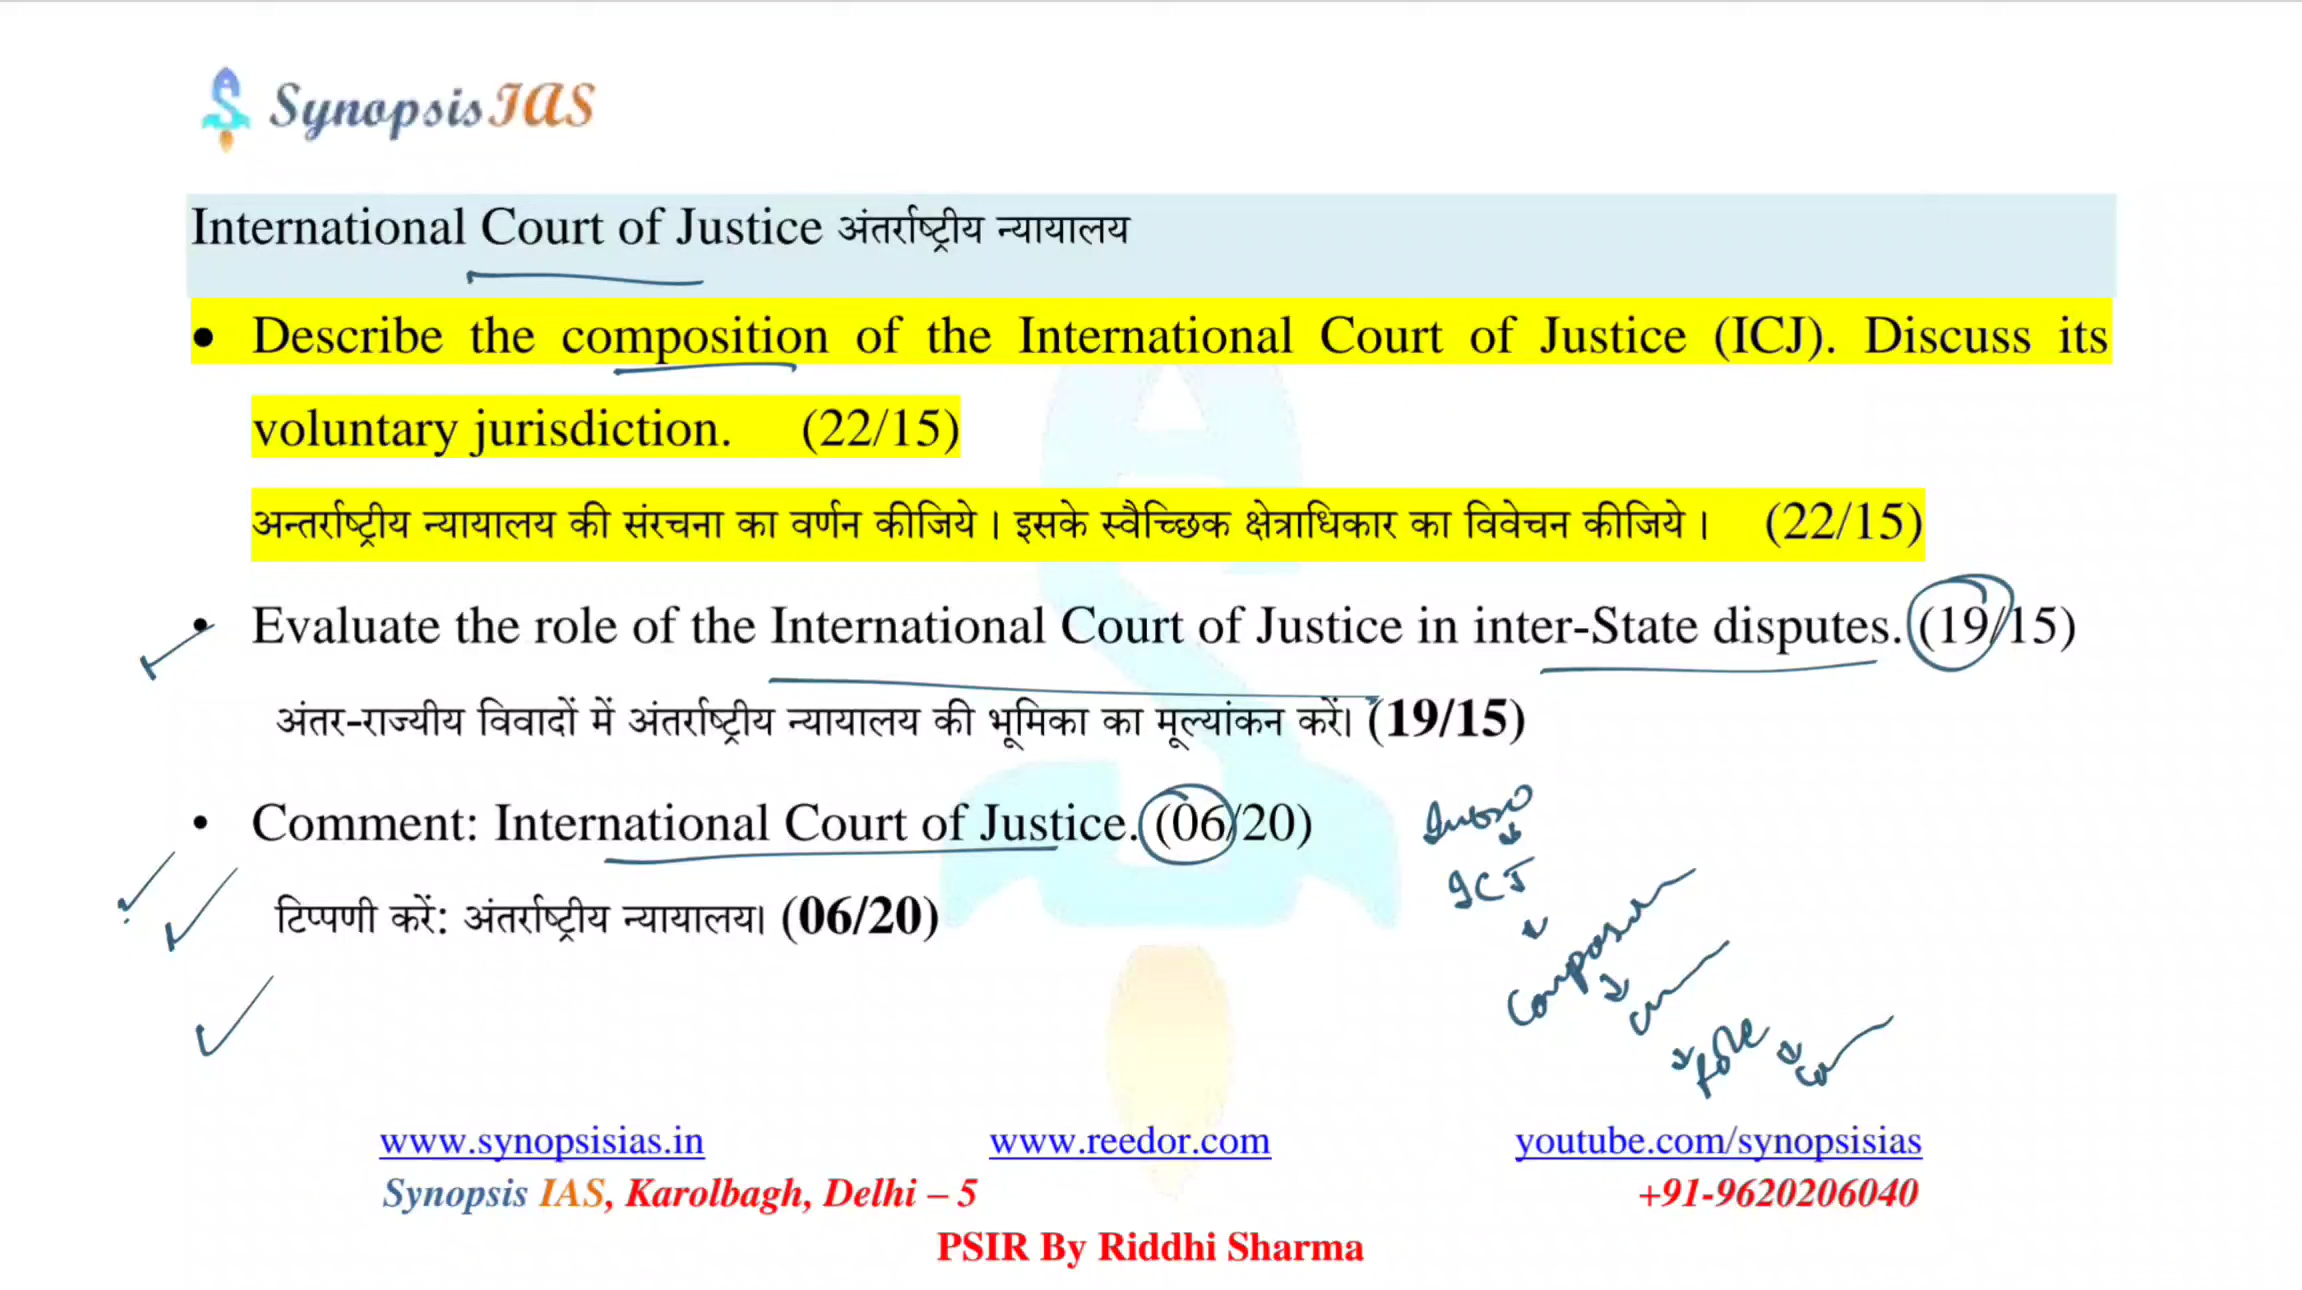 Synopsis IAS
International Court of Justice अंतर्राष्ट्रीय न्यायालय
• Describe the composition of the International Court of Justice (ICJ). Discuss its
voluntary jurisdiction. (22/15)
अन्तर्राष्ट्रीय न्यायालय की संरचना का वर्णन कीजिये । इसके स्वैच्छिक क्षेत्राधिकार का विवेचन कीजिये । (22/15)
• Evaluate the role of the International Court of Justice in inter-State disputes. (19/15)
अंतर-राज्यीय विवादों में अंतर्राष्ट्रीय न्यायालय की भूमिका का मूल्यांकन करें। (19/15)
• Comment: International Court of Justice. (06/20)
टिप्पणी करें: अंतर्राष्ट्रीय न्यायालय। (06/20)
Intro
ICJ
Role
www.synopsisias.in www.reedor.com youtube.com/synopsisias
Synopsis IAS, Karolbagh, Delhi – 5 +91-9620206040
PSIR By Riddhi Sharma